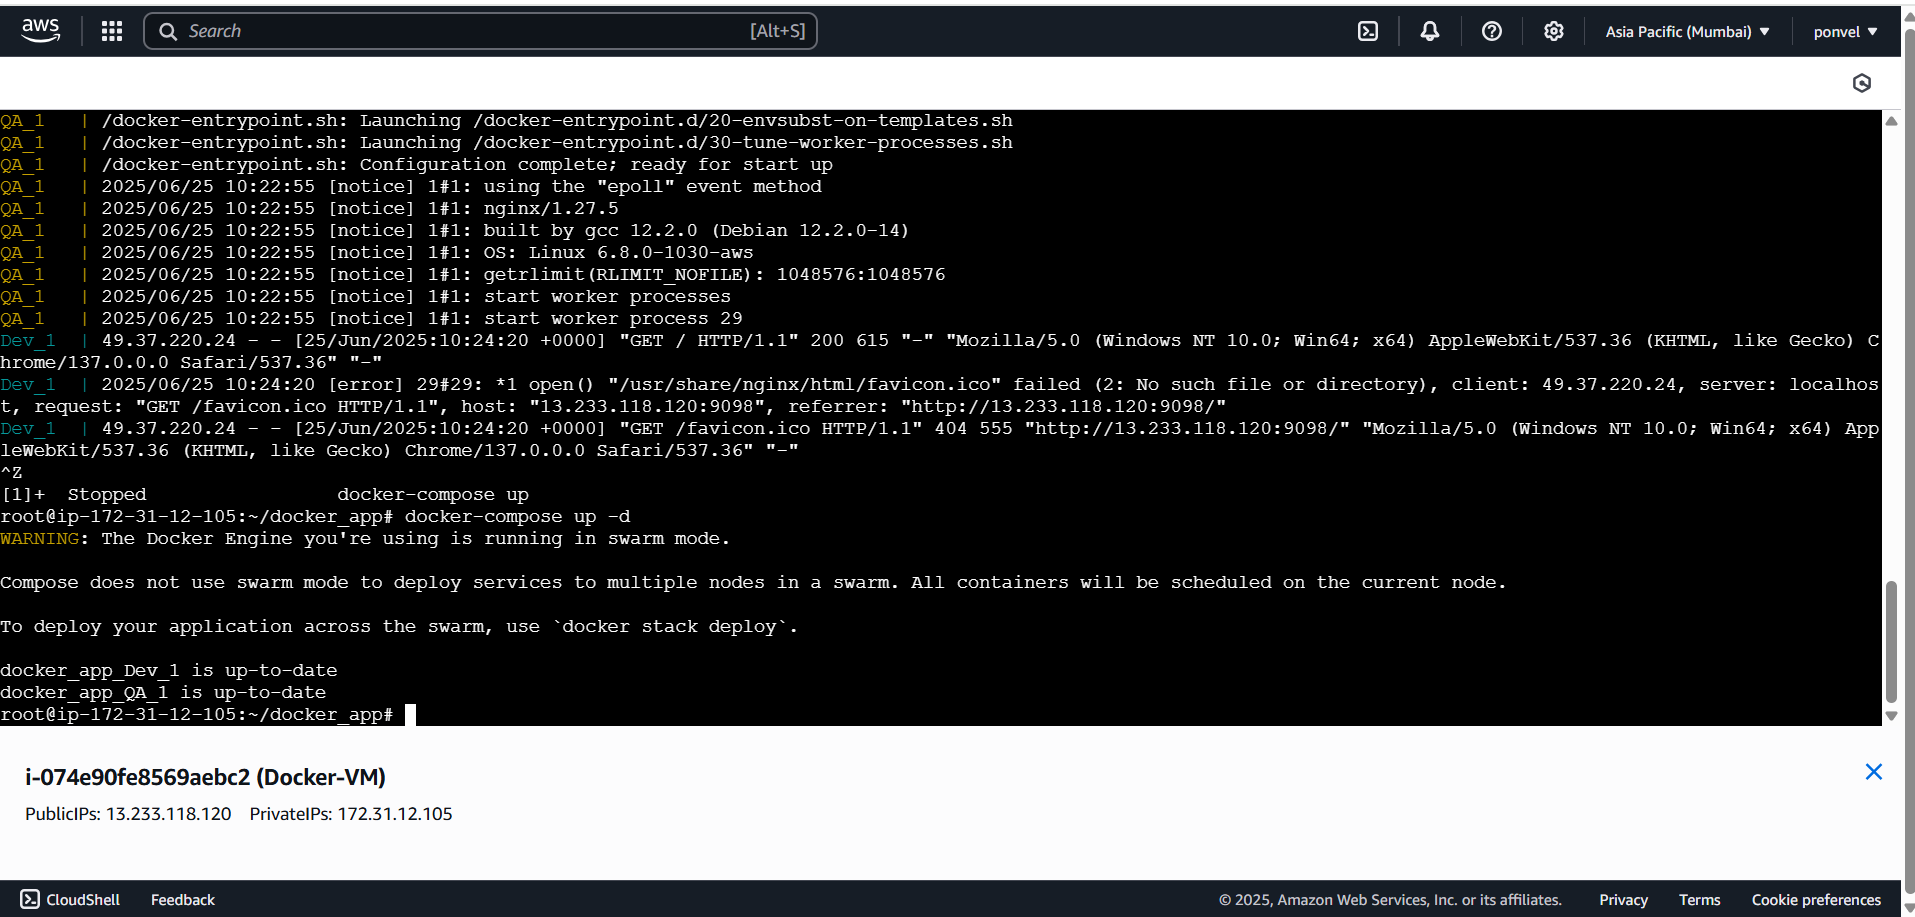 aws
Search [Alt+S]
Asia Pacific (Mumbai) ▼
ponvel ▼
QA_1 | /docker-entrypoint.sh: Launching /docker-entrypoint.d/20-envsubst-on-templates.sh
QA_1 | /docker-entrypoint.sh: Launching /docker-entrypoint.d/30-tune-worker-processes.sh
QA_1 | /docker-entrypoint.sh: Configuration complete; ready for start up
QA_1 | 2025/06/25 10:22:55 [notice] 1#1: using the "epoll" event method
QA_1 | 2025/06/25 10:22:55 [notice] 1#1: nginx/1.27.5
QA_1 | 2025/06/25 10:22:55 [notice] 1#1: built by gcc 12.2.0 (Debian 12.2.0-14)
QA_1 | 2025/06/25 10:22:55 [notice] 1#1: OS: Linux 6.8.0-1030-aws
QA_1 | 2025/06/25 10:22:55 [notice] 1#1: getrlimit(RLIMIT_NOFILE): 1048576:1048576
QA_1 | 2025/06/25 10:22:55 [notice] 1#1: start worker processes
QA_1 | 2025/06/25 10:22:55 [notice] 1#1: start worker process 29
Dev_1 | 49.37.220.24 - - [25/Jun/2025:10:24:20 +0000] "GET / HTTP/1.1" 200 615 "-" "Mozilla/5.0 (Windows NT 10.0; Win64; x64) AppleWebKit/537.36 (KHTML, like Gecko) C
hrome/137.0.0.0 Safari/537.36" "-"
Dev_1 | 2025/06/25 10:24:20 [error] 29#29: *1 open() "/usr/share/nginx/html/favicon.ico" failed (2: No such file or directory), client: 49.37.220.24, server: localhos
t, request: "GET /favicon.ico HTTP/1.1", host: "13.233.118.120:9098", referrer: "http://13.233.118.120:9098/"
Dev_1 | 49.37.220.24 - - [25/Jun/2025:10:24:20 +0000] "GET /favicon.ico HTTP/1.1" 404 555 "http://13.233.118.120:9098/" "Mozilla/5.0 (Windows NT 10.0; Win64; x64) App
leWebKit/537.36 (KHTML, like Gecko) Chrome/137.0.0.0 Safari/537.36" "-"
^Z
[1]+ Stopped docker-compose up
root@ip-172-31-12-105:~/docker_app# docker-compose up -d
WARNING: The Docker Engine you're using is running in swarm mode.
Compose does not use swarm mode to deploy services to multiple nodes in a swarm. All containers will be scheduled on the current node.
To deploy your application across the swarm, use `docker stack deploy`.
docker_app_Dev_1 is up-to-date
docker_app_QA_1 is up-to-date
root@ip-172-31-12-105:~/docker_app#
i-074e90fe8569aebc2 (Docker-VM)
PublicIPs: 13.233.118.120 PrivateIPs: 172.31.12.105
CloudShell Feedback © 2025, Amazon Web Services, Inc. or its affiliates. Privacy Terms Cookie preferences